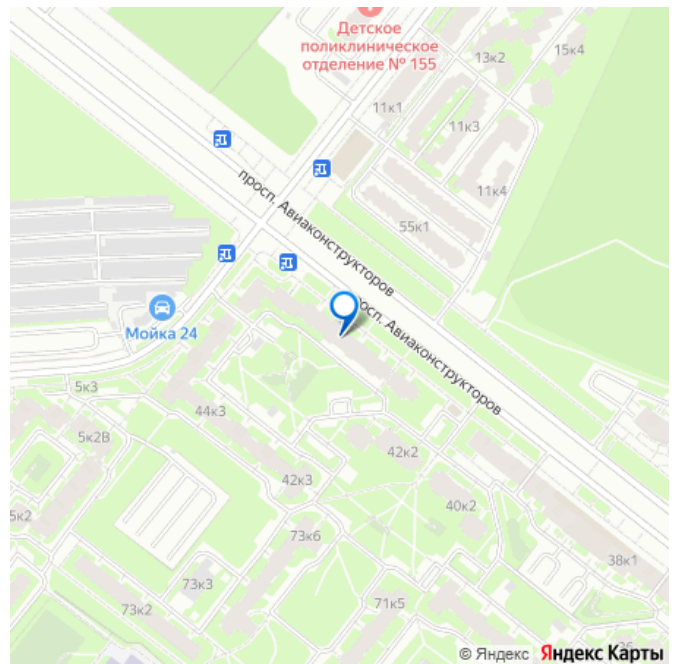 Детское
поликлиническое
отделение № 155
13к2
15к4
11к1
11к3
11к4
55к1
просп. Авиаконструкторов
росп. Авиаконструкторов
Мойка 24
5к3
44к3
5к2В
42к2
42к3
40к2
5к2
73к6
38к1
73к3
73к2
71к5
© Яндекс Яндекс Карты